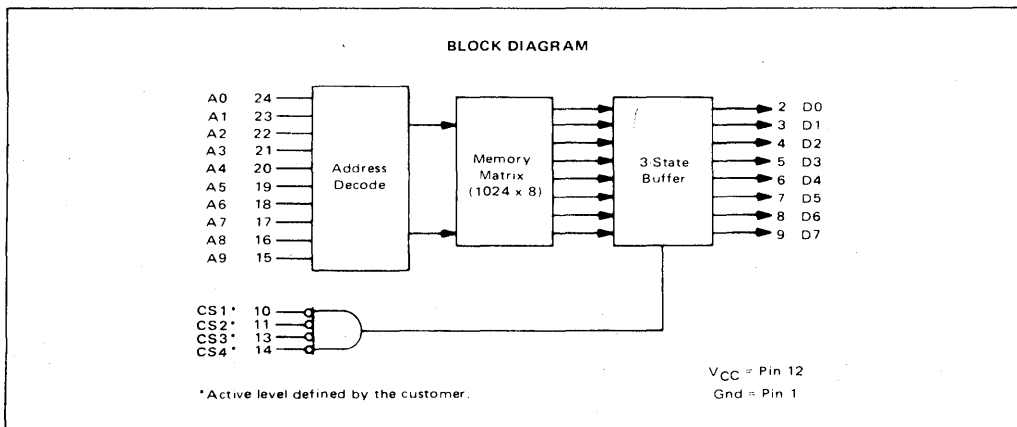 BLOCK DIAGRAM
A0 24
A1 23
A2 22
A3 21
A4 20
A5 19
A6 18
A7 17
A8 16
A9 15
Address
Decode
Memory
Matrix
(1024 x 8)
3 State
Buffer
2 D0
3 D1
4 D2
5 D3
6 D4
7 D5
8 D6
9 D7
CS1* 10
CS2* 11
CS3* 13
CS4* 14
*Active level defined by the customer.
VCC = Pin 12
Gnd = Pin 1